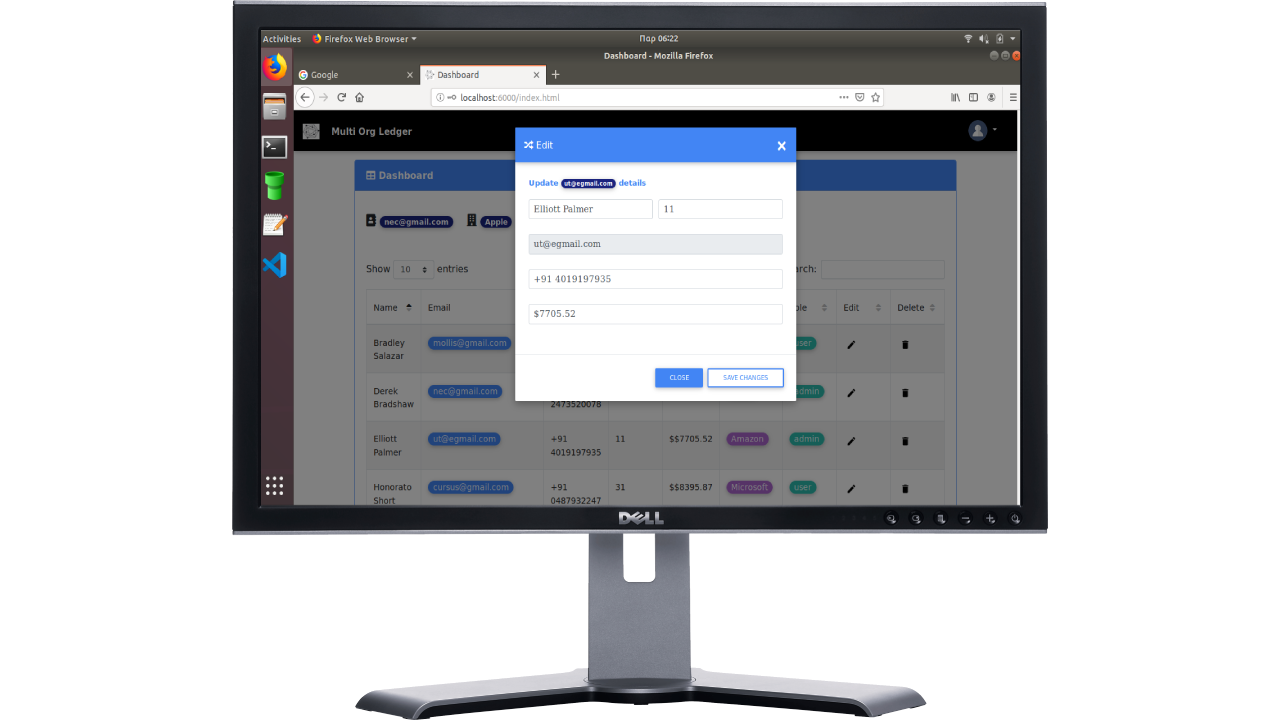 Activities Firefox Web Browser Пар 06:22
Dashboard - Mozilla Firefox
Google Dashboard
localhost:6000/index.html
Multi Org Ledger
Edit
Dashboard
Update ut@egmail.com details
nec@gmail.com Apple
Elliott Palmer 11
ut@egmail.com
Show 10 entries
+91 4019197935
$7705.52
Name Email Edit Delete
Bradley Salazar mollis@gmail.com user
CLOSE SAVE CHANGES
Derek Bradshaw nec@gmail.com 2473520078
Elliott Palmer ut@egmail.com +91 4019197935 11 $$7705.52 Amazon admin
Honorato Short cursus@gmail.com +91 0487932247 31 $$8395.87 Microsoft user
DELL